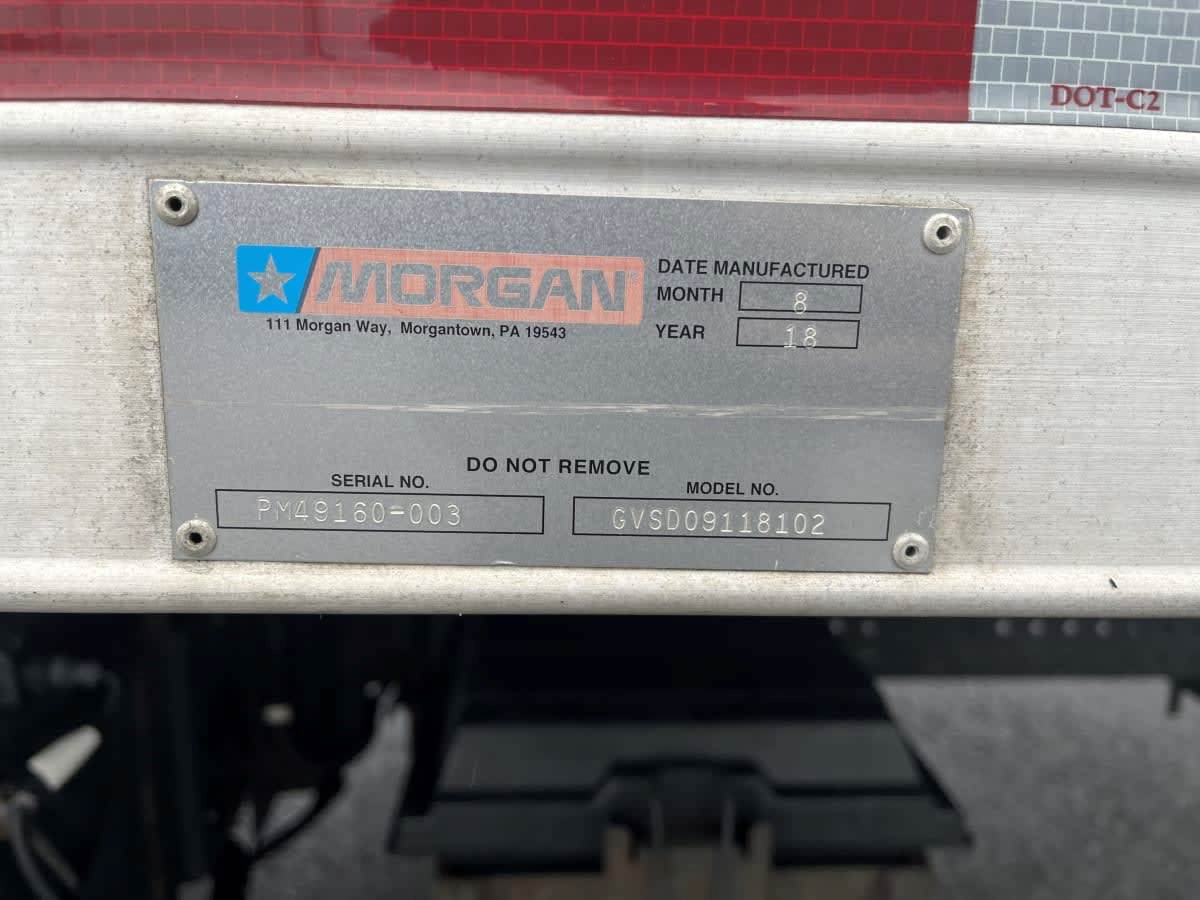 DOT-C2
MORGAN
111 Morgan Way, Morgantown, PA 19543
DATE MANUFACTURED
MONTH 8
YEAR 18
DO NOT REMOVE
SERIAL NO.
PM49160-003
MODEL NO.
GVSD09118102